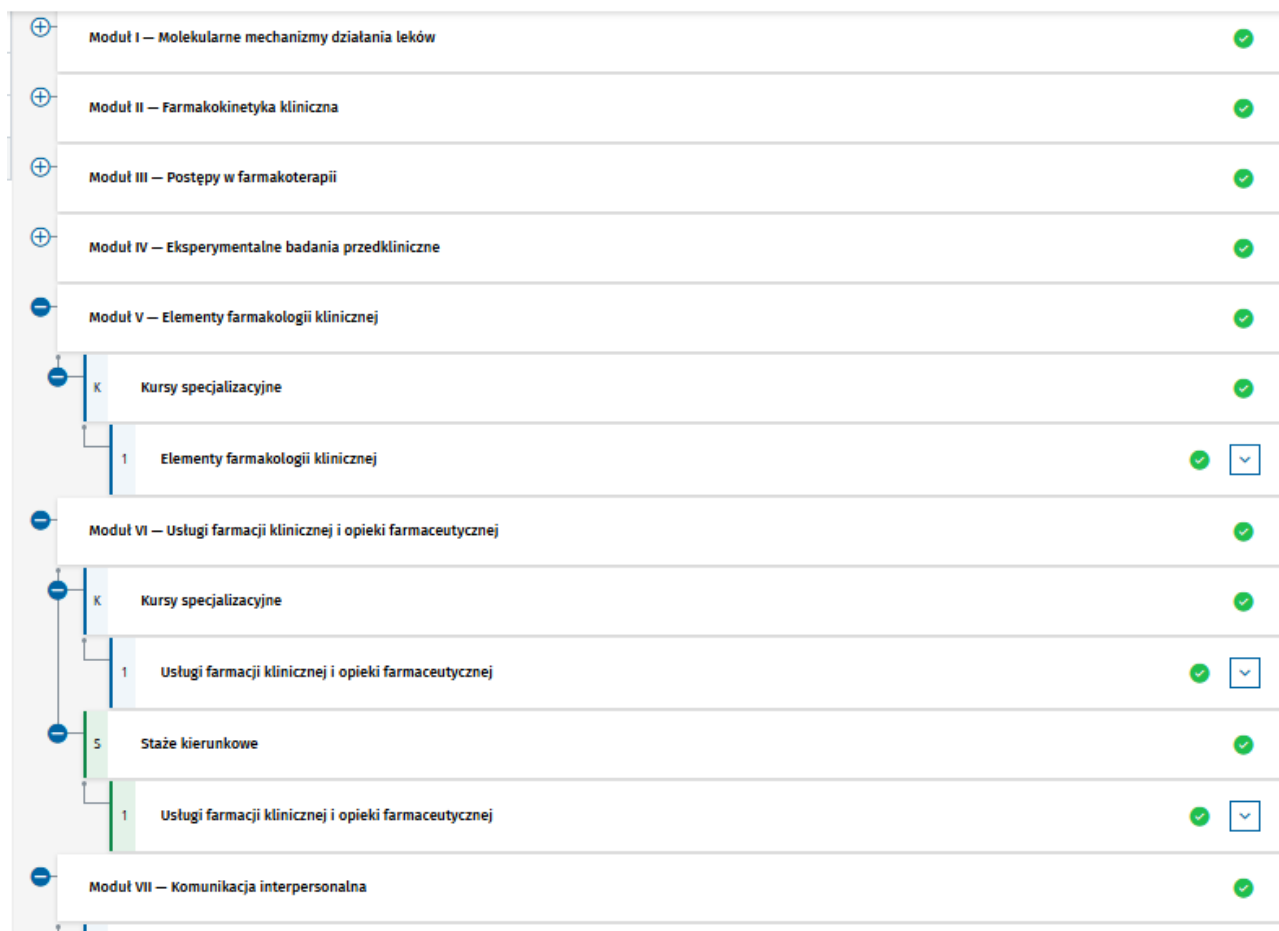 Moduł I — Molekularne mechanizmy działania leków
Moduł II — Farmakokinetyka kliniczna
Moduł III — Postępy w farmakoterapii
Moduł IV — Eksperymentalne badania przedkliniczne
Moduł V — Elementy farmakologii klinicznej
K Kursy specjalizacyjne
1 Elementy farmakologii klinicznej
Moduł VI — Usługi farmacji klinicznej i opieki farmaceutycznej
K Kursy specjalizacyjne
1 Usługi farmacji klinicznej i opieki farmaceutycznej
S Staże kierunkowe
1 Usługi farmacji klinicznej i opieki farmaceutycznej
Moduł VII — Komunikacja interpersonalna